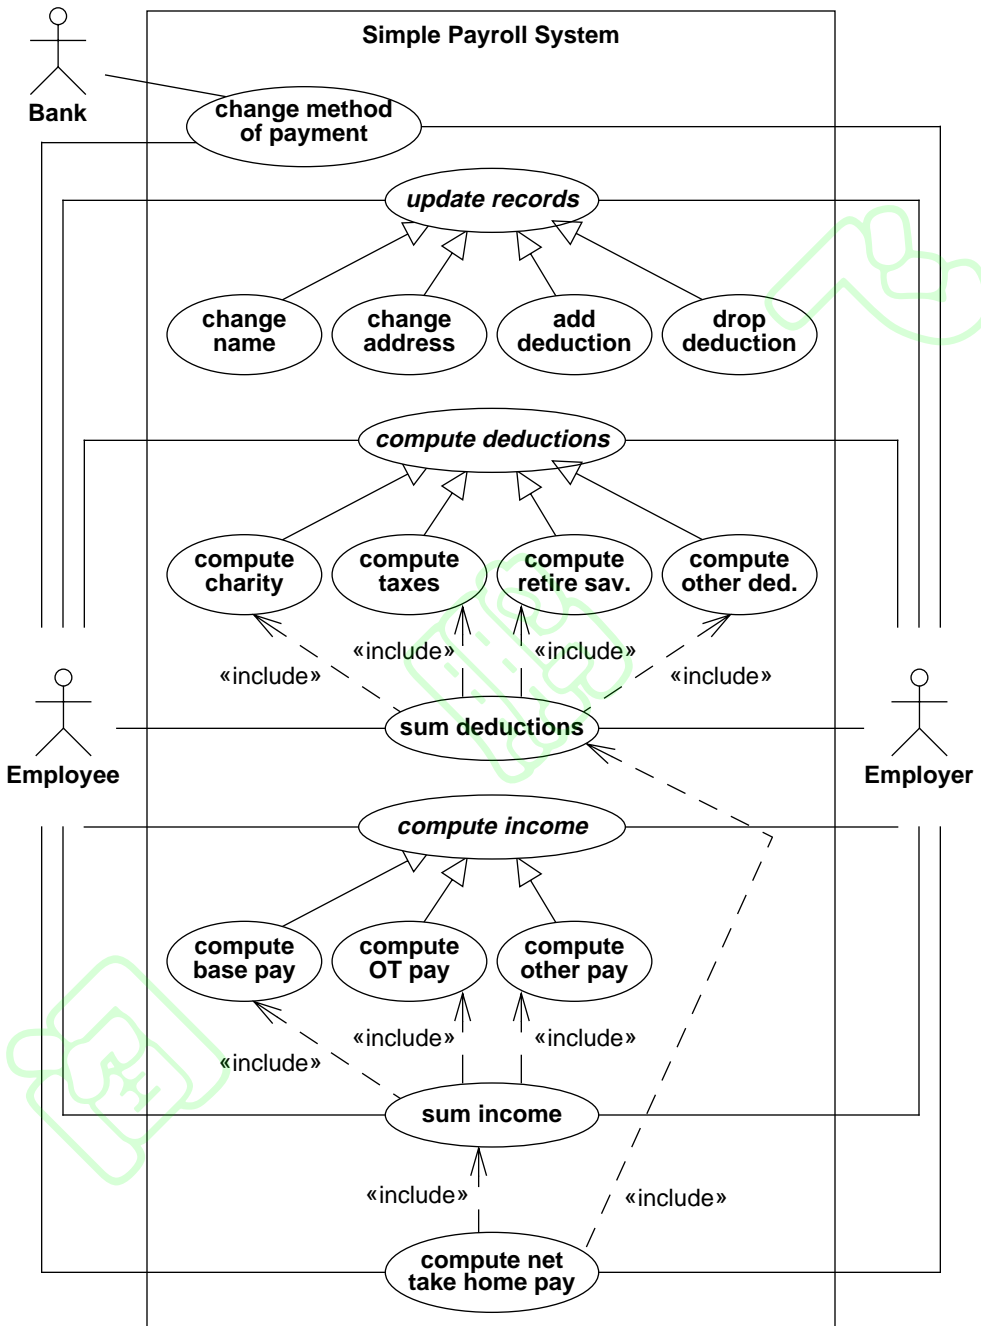 Simple Payroll System
Bank
change method
of payment
update records
change
name
change
address
add
deduction
drop
deduction
compute deductions
compute
charity
compute
taxes
compute
retire sav.
compute
other ded.
«include»
«include»
«include»
«include»
sum deductions
Employee
Employer
compute income
compute
base pay
compute
OT pay
compute
other pay
«include»
«include»
«include»
sum income
«include»
«include»
compute net
take home pay